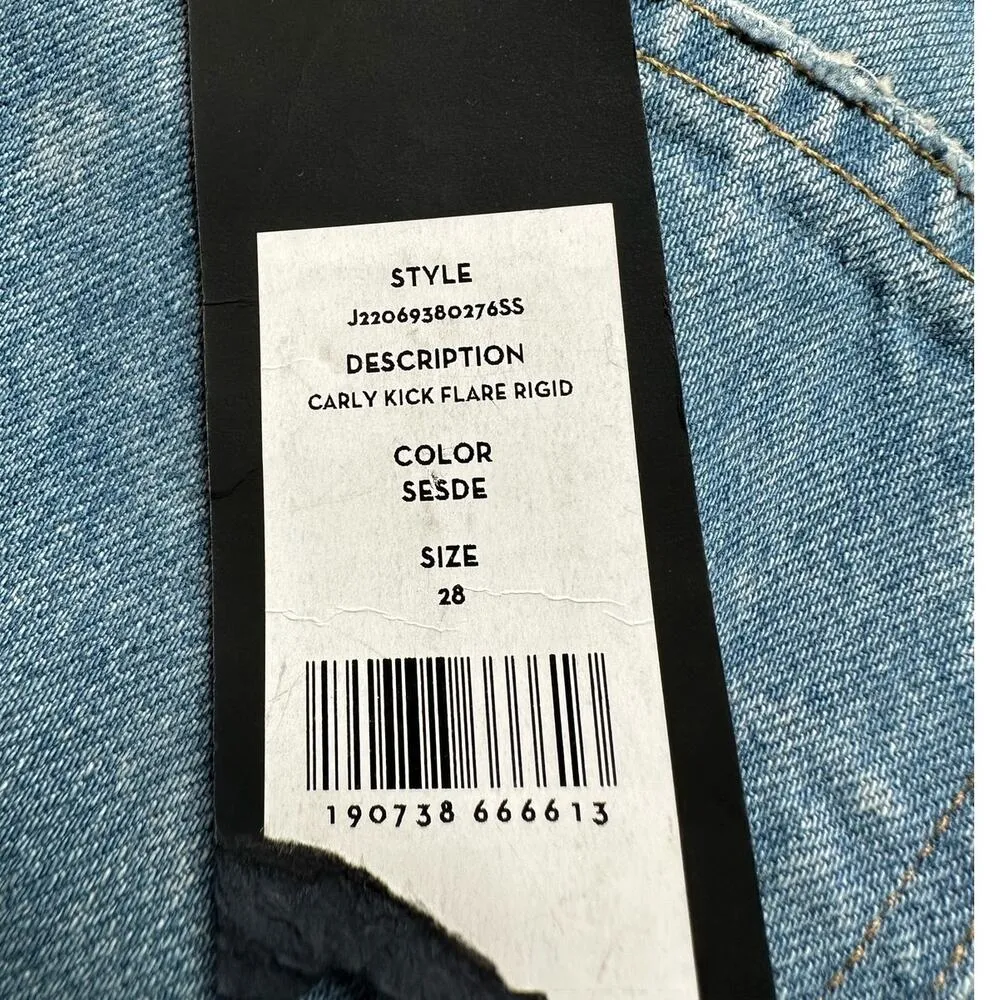 STYLE
J22069380276SS
DESCRIPTION
CARLY KICK FLARE RIGID
COLOR
SESDE
SIZE
28
190738 666613